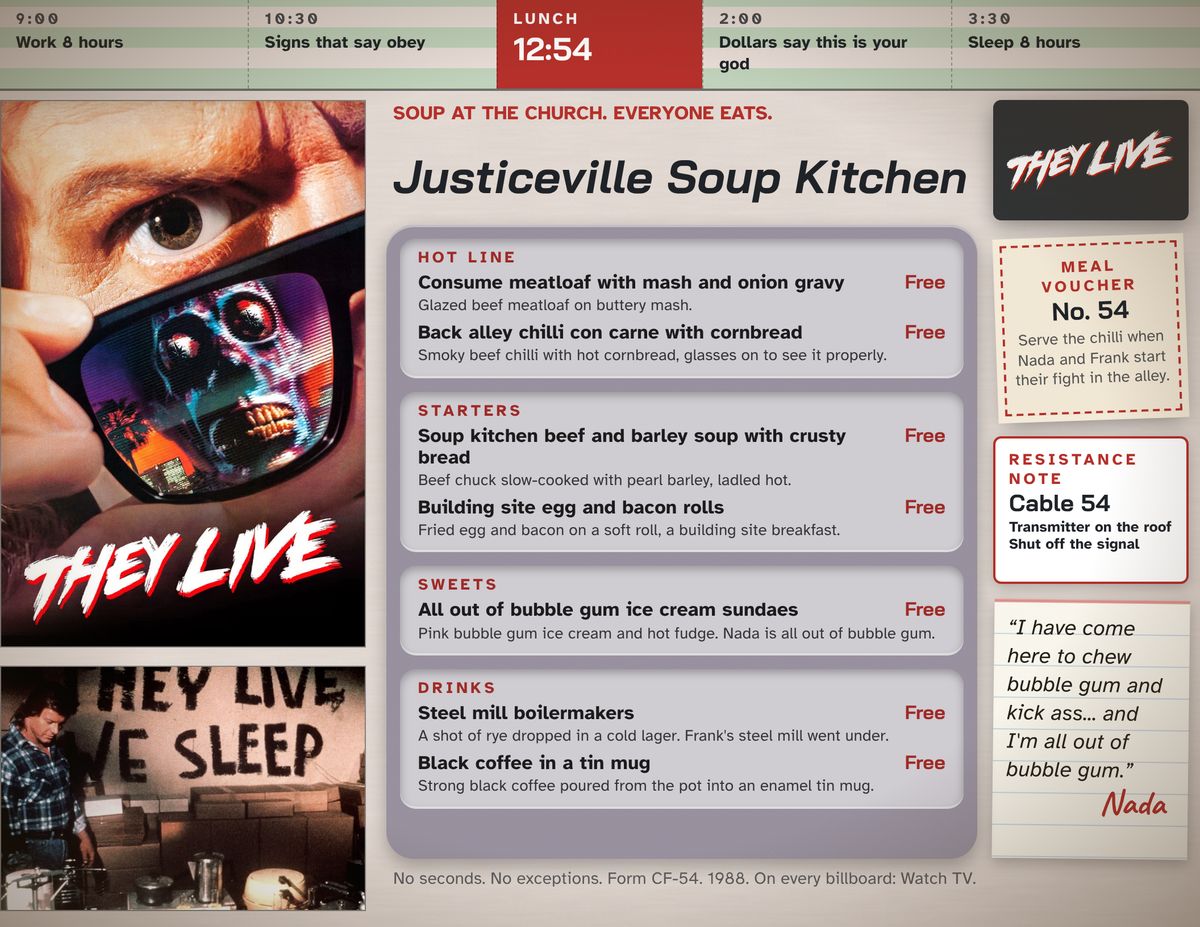 9:00
Work 8 hours
10:30
Signs that say obey
LUNCH
12:54
2:00
Dollars say this is your
god
3:30
Sleep 8 hours
THEY LIVE
HEY LIVE,
WE SLEEP
SOUP AT THE CHURCH. EVERYONE EATS.
Justiceville Soup Kitchen
HOT LINE
Consume meatloaf with mash and onion gravy Free
Glazed beef meatloaf on buttery mash.
Back alley chilli con carne with cornbread Free
Smoky beef chilli with hot cornbread, glasses on to see it properly.
STARTERS
Soup kitchen beef and barley soup with crusty Free
bread
Beef chuck slow-cooked with pearl barley, ladled hot.
Building site egg and bacon rolls Free
Fried egg and bacon on a soft roll, a building site breakfast.
SWEETS
All out of bubble gum ice cream sundaes Free
Pink bubble gum ice cream and hot fudge. Nada is all out of bubble gum.
DRINKS
Steel mill boilermakers Free
A shot of rye dropped in a cold lager. Frank's steel mill went under.
Black coffee in a tin mug Free
Strong black coffee poured from the pot into an enamel tin mug.
No seconds. No exceptions. Form CF-54. 1988. On every billboard: Watch TV.
THEY LIVE
MEAL
VOUCHER
No. 54
Serve the chilli when
Nada and Frank start
their fight in the alley.
RESISTANCE
NOTE
Cable 54
Transmitter on the roof
Shut off the signal
“I have come
here to chew
bubble gum and
kick ass... and
I'm all out of
bubble gum.”
Nada